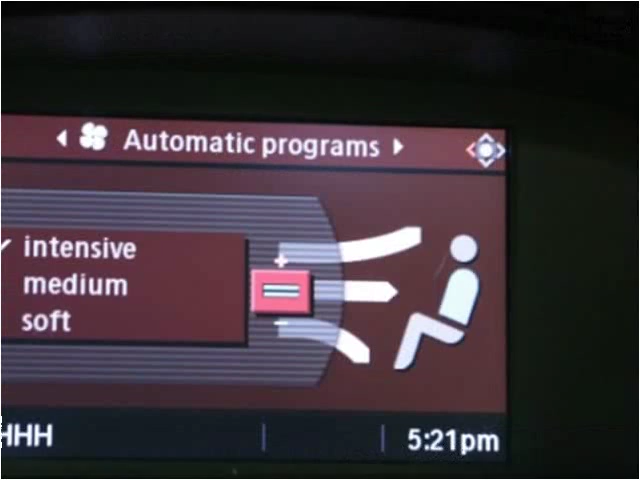 Automatic programs
intensive
medium
soft
HHH
5:21pm